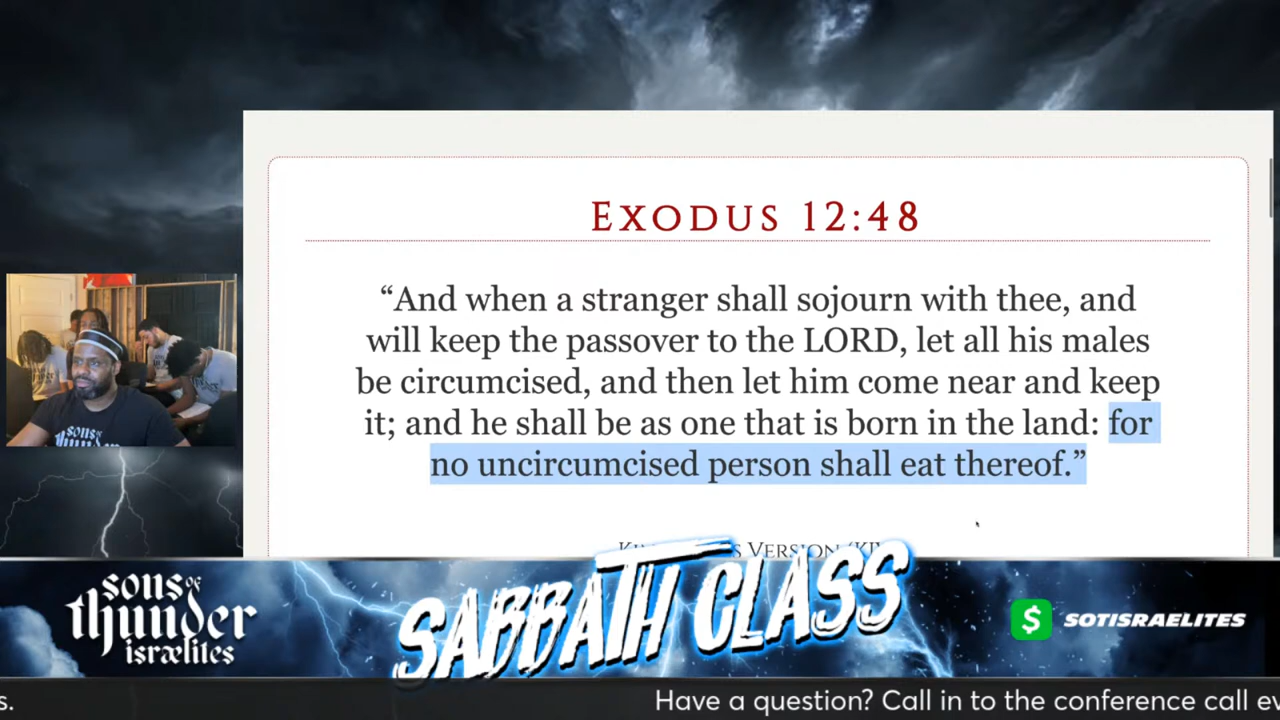 EXODUS 12:48
“And when a stranger shall sojourn with thee, and
will keep the passover to the LORD, let all his males
be circumcised, and then let him come near and keep
it; and he shall be as one that is born in the land: for
no uncircumcised person shall eat thereof.”
VERSION (KJ
sons of
thunder
israelites
SABBATH CLASS
$ SOTISRAELITES
s.
Have a question? Call in to the conference call ev